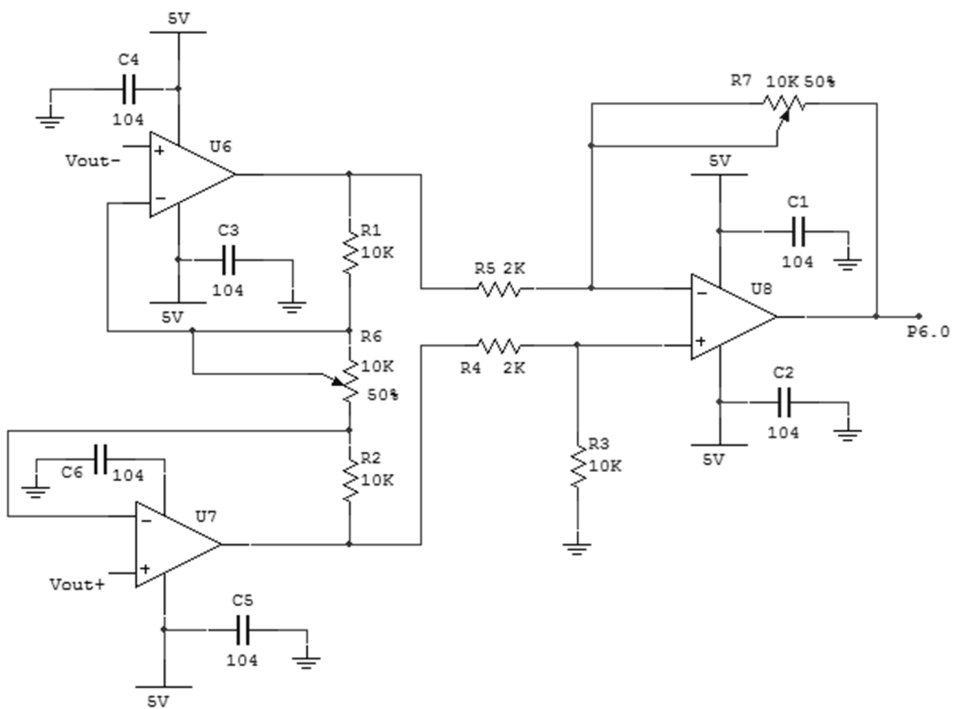 5V
C4
104
Vout-
+
−
U6
C3
104
5V
R1
10K
R6
10K
50%
R2
10K
C6
104
−
+
U7
Vout+
C5
104
5V
R5 2K
R4 2K
R3
10K
R7 10K 50%
5V
C1
104
−
+
U8
P6.0
C2
104
5V